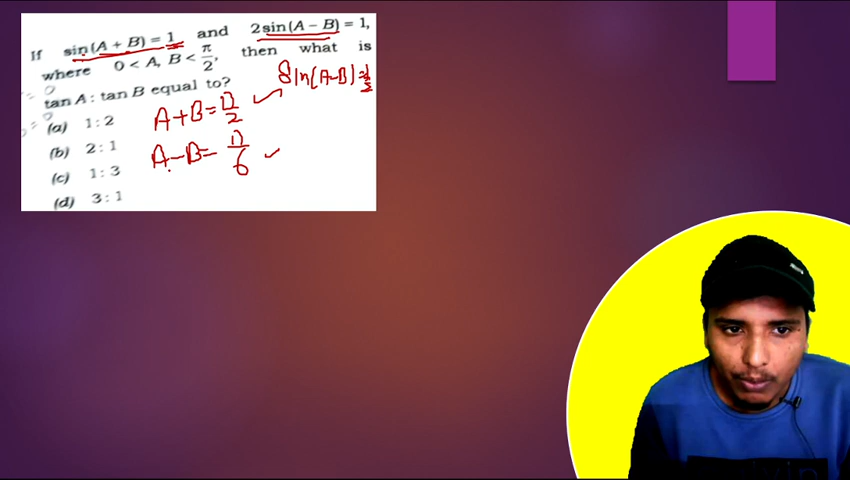 If sin(A + B) = 1 and 2sin(A − B) = 1,
where 0 < A, B < π/2, then what is
tan A : tan B equal to?
(a) 1 : 2
(b) 2 : 1
(c) 1 : 3
(d) 3 : 1
Sin(A-B)=1/2
A+B=π/2
A-B=π/6